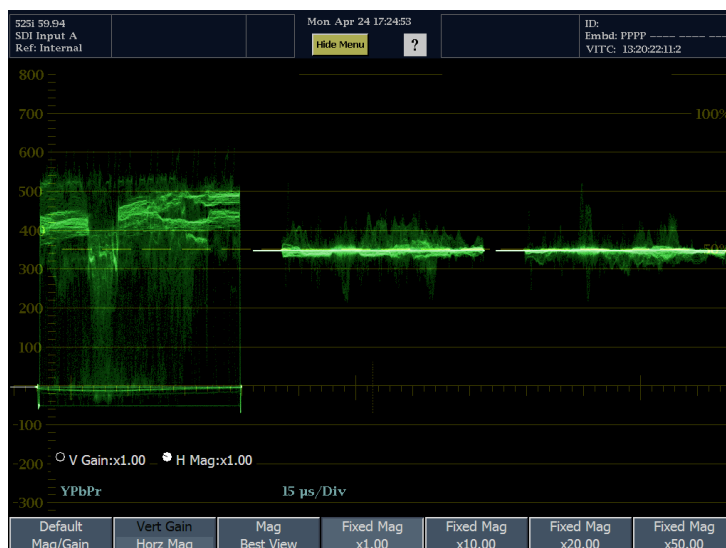 525i 59.94
SDI Input A
Ref: Internal
Mon Apr 24 17:24:53
Hide Menu
?
ID:
Embd: PPPP ---- ---- ----
VITC: 13:20:22:11:2
800
700
100%
600
500
400
50%
300
200
100
-100
-200
-300
V Gain:x1.00
H Mag:x1.00
YPbPr
15 µs/Div
Default
Mag/Gain
Vert Gain
Horz Mag
Mag
Best View
Fixed Mag
x1.00
Fixed Mag
x10.00
Fixed Mag
x20.00
Fixed Mag
x50.00